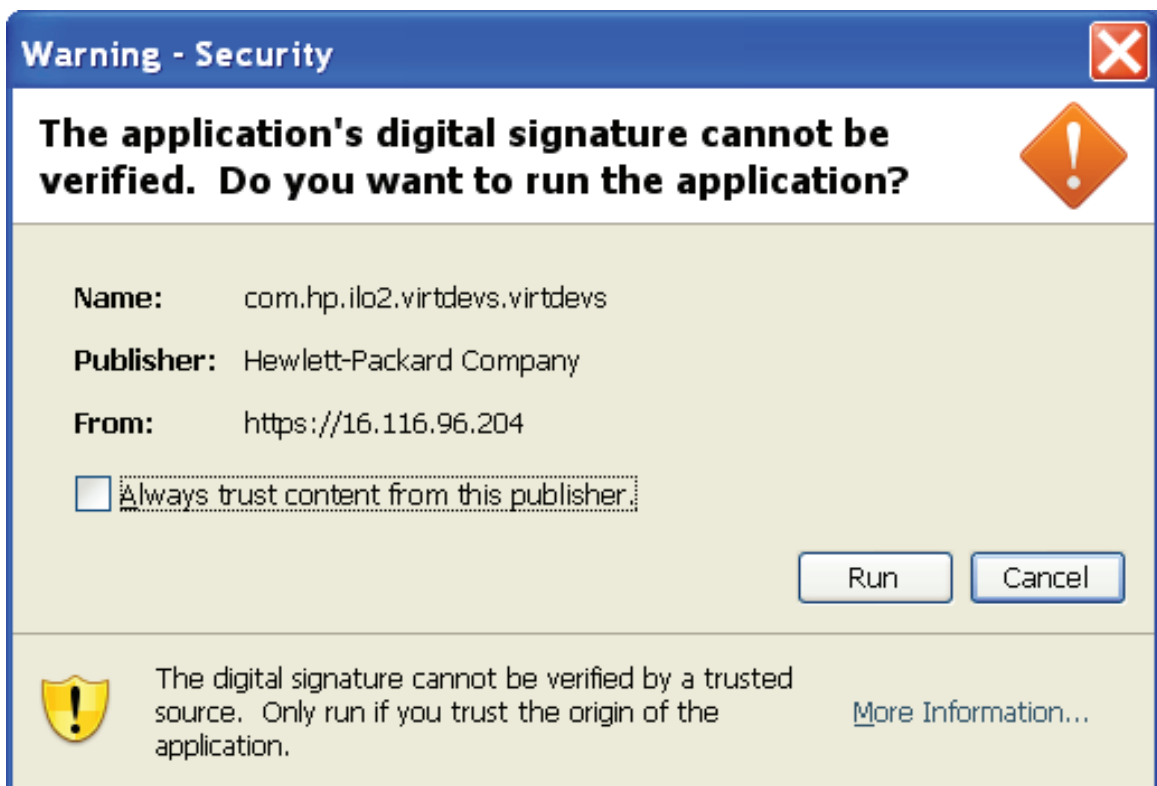 Warning - Security
The application's digital signature cannot be
verified.  Do you want to run the application?
Name: com.hp.ilo2.virtdevs.virtdevs
Publisher: Hewlett-Packard Company
From: https://16.116.96.204
Always trust content from this publisher.
Run Cancel
The digital signature cannot be verified by a trusted
source.  Only run if you trust the origin of the
application.
More Information...